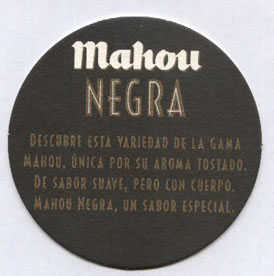 Mahou
NEGRA
DESCUBRE ESTA VARIEDAD DE LA GAMA
MAHOU, ÚNICA POR SU AROMA TOSTADO.
DE SABOR SUAVE, PERO CON CUERPO.
MAHOU NEGRA, UN SABOR ESPECIAL.